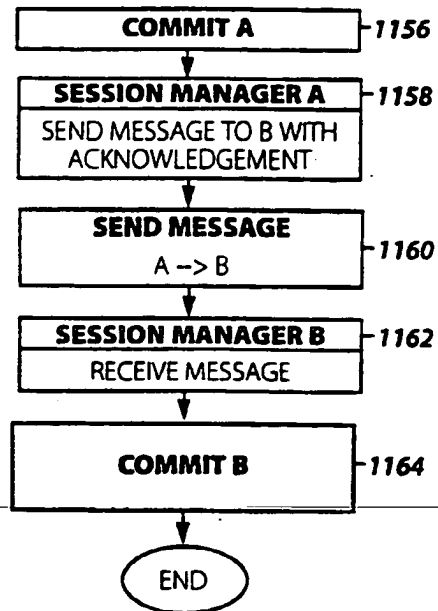 COMMIT A
1156
SESSION MANAGER A
1158
SEND MESSAGE TO B WITH
ACKNOWLEDGEMENT
SEND MESSAGE
1160
A --> B
SESSION MANAGER B
1162
RECEIVE MESSAGE
COMMIT B
1164
END